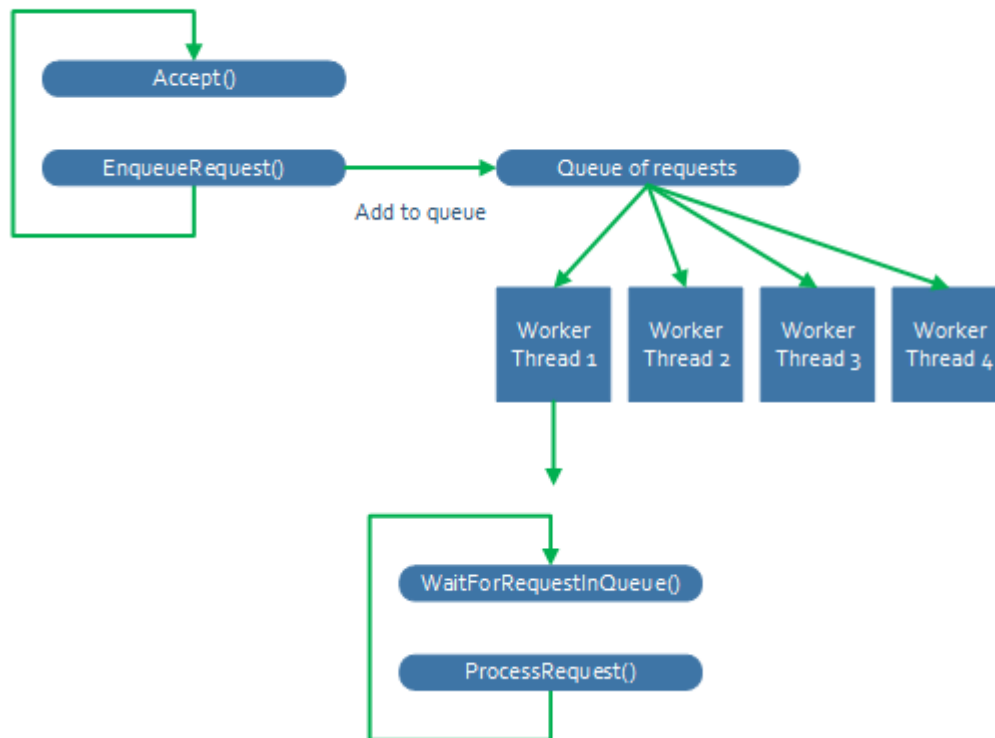 Accept()
EnqueueRequest()
Queue of requests
Add to queue
Worker
Thread 1
Worker
Thread 2
Worker
Thread 3
Worker
Thread 4
WaitForRequestInQueue()
ProcessRequest()